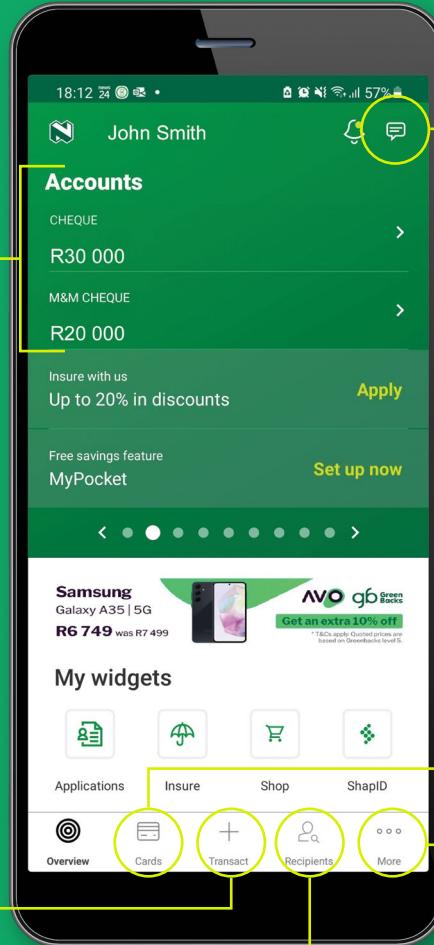 18:12 24 57%
John Smith
Accounts
CHEQUE
R30 000
M&M CHEQUE
R20 000
Insure with us
Up to 20% in discounts
Apply
Free savings feature
MyPocket
Set up now
Samsung
Galaxy A35 | 5G
R6 749 was R7 499
AVO gb Green
Backs
Get an extra 10% off
* T&Cs apply Quoted prices are
based on Greenbacks level 5.
My widgets
Applications Insure Shop ShapID
Overview Cards Transact Recipients More